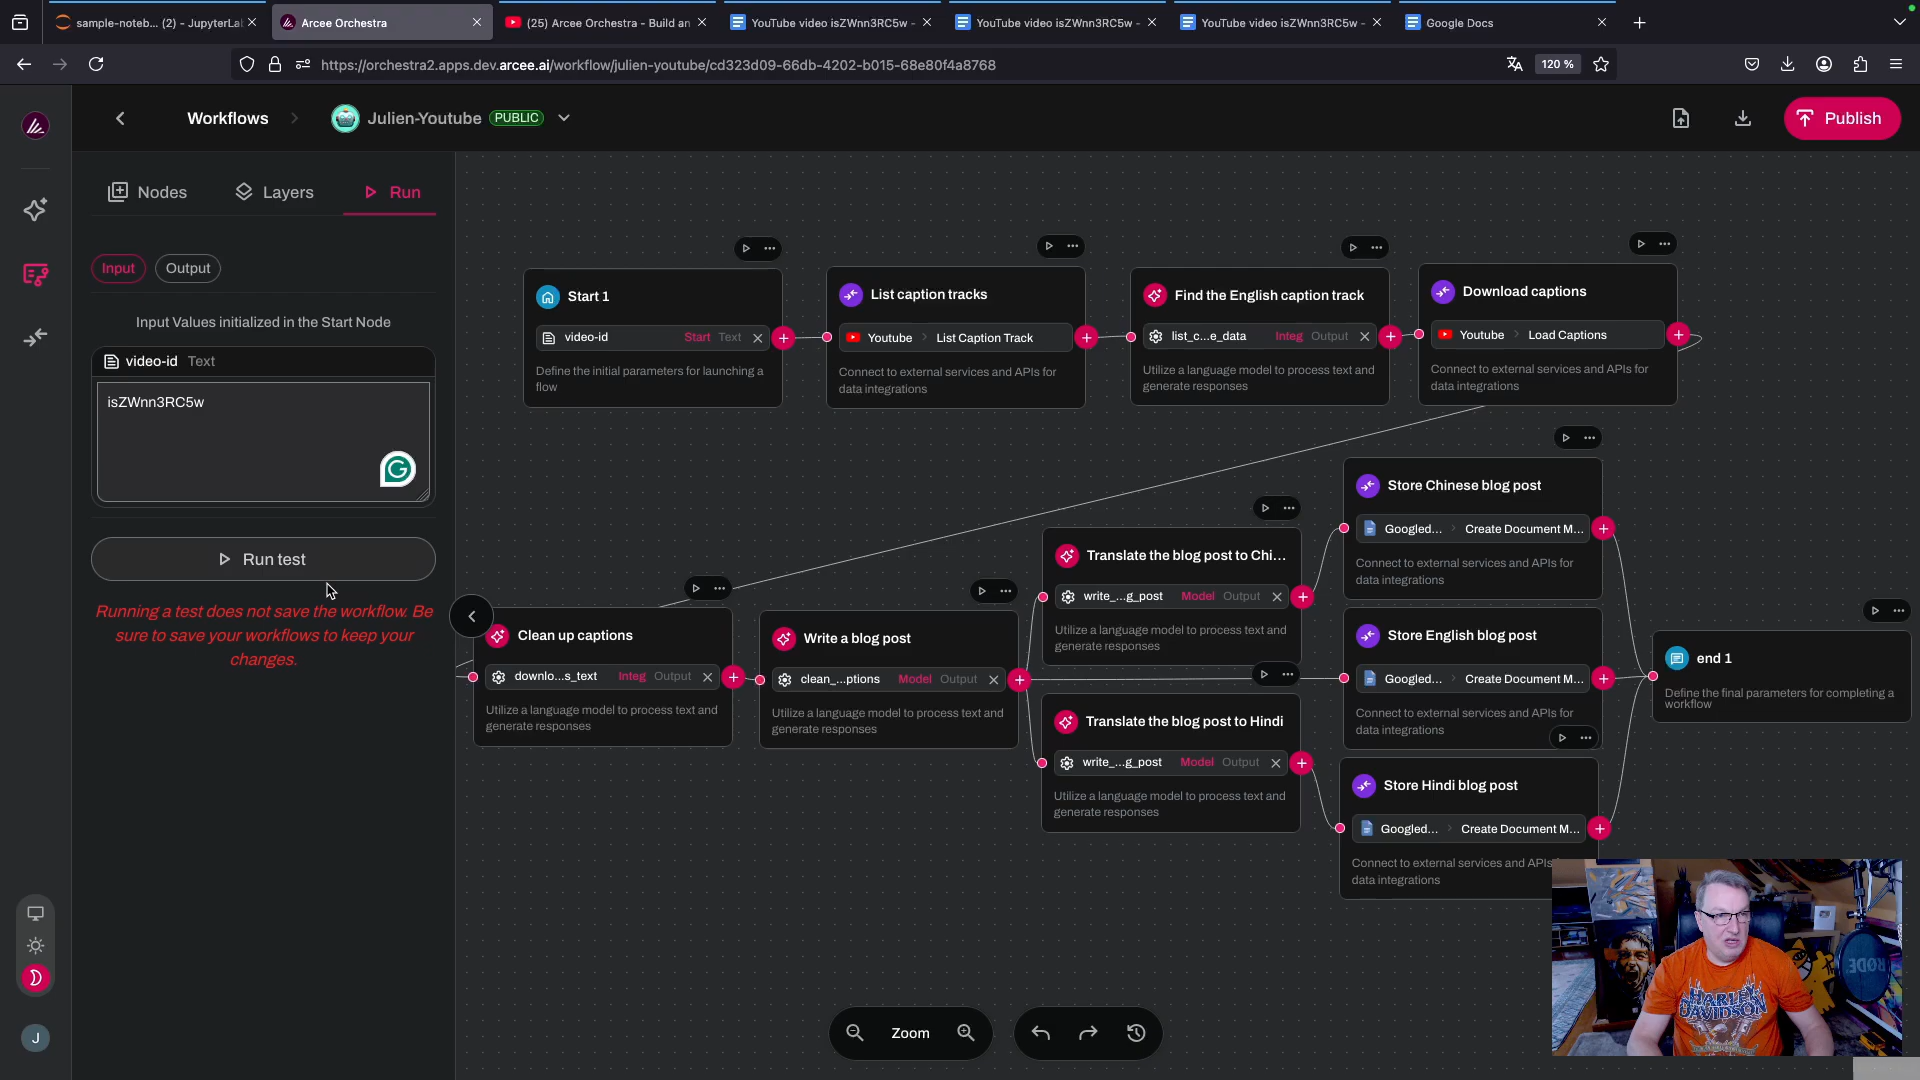 sample-noteb... (2) - JupyterLa
Arcee Orchestra
(25) Arcee Orchestra - Build an
YouTube video isZWnn3RC5w -
YouTube video isZWnn3RC5w -
YouTube video isZWnn3RC5w -
Google Docs
https://orchestra2.apps.dev.arcee.ai/workflow/julien-youtube/cd323d09-66db-4202-b015-68e80f4a8768
120 %
Workflows
Julien-Youtube
PUBLIC
Publish
Nodes
Layers
Run
Input
Output
Input Values initialized in the Start Node
video-id Text
isZWnn3RC5w
Run test
Running a test does not save the workflow. Be
sure to save your workflows to keep your
changes.
Start 1
video-id Start Text
Define the initial parameters for launching a
flow
List caption tracks
Youtube > List Caption Track
Connect to external services and APIs for
data integrations
Find the English caption track
list_c...e_data Integ Output
Utilize a language model to process text and
generate responses
Download captions
Youtube > Load Captions
Connect to external services and APIs for
data integrations
Clean up captions
downlo...s_text Integ Output
Utilize a language model to process text and
generate responses
Write a blog post
clean_...ptions Model Output
Utilize a language model to process text and
generate responses
Translate the blog post to Chi...
write_...g_post Model Output
Utilize a language model to process text and
generate responses
Translate the blog post to Hindi
write_...g_post Model Output
Utilize a language model to process text and
generate responses
Store Chinese blog post
Googled... > Create Document M...
Connect to external services and APIs for
data integrations
Store English blog post
Googled... > Create Document M...
Connect to external services and APIs for
data integrations
Store Hindi blog post
Googled... > Create Document M...
Connect to external services and APIs
data integrations
end 1
Define the final parameters for completing a
workflow
Zoom
J
RØDE
HARLEY
DAVIDSON